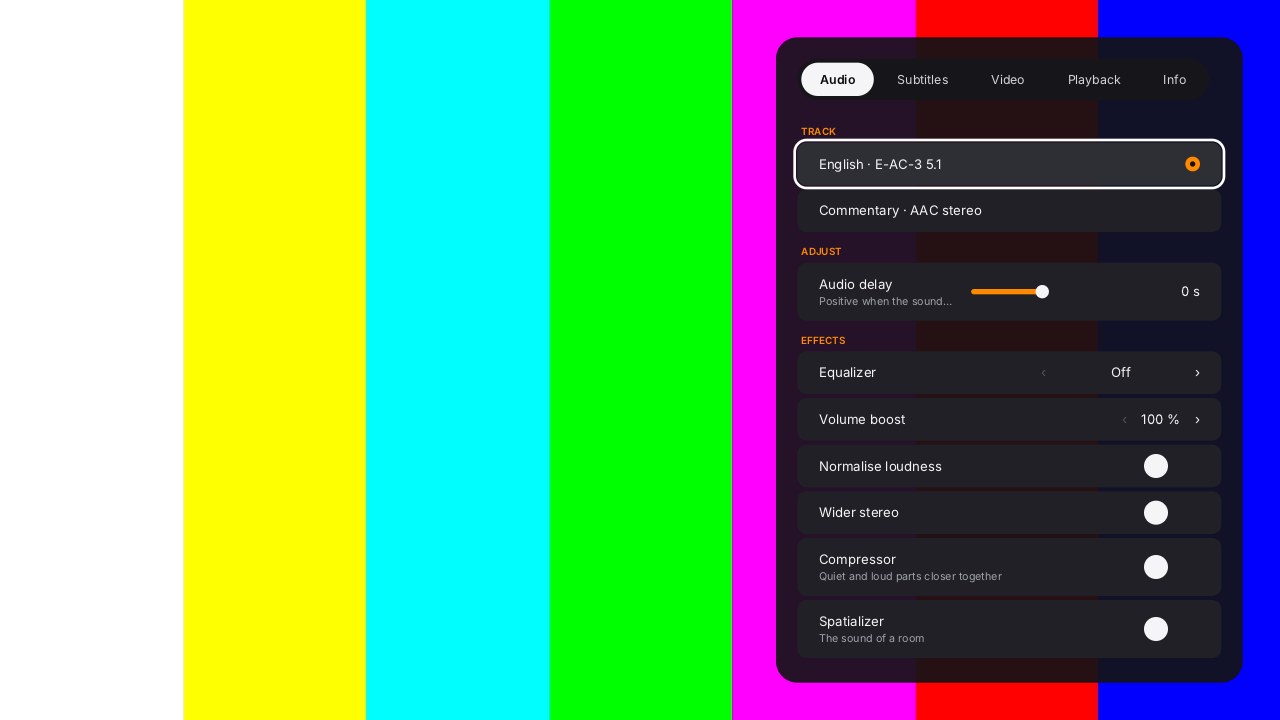 Audio Subtitles Video Playback Info
TRACK
English · E-AC-3 5.1
Commentary · AAC stereo
ADJUST
Audio delay
Positive when the sound...
0 s
EFFECTS
Equalizer ‹ Off ›
Volume boost ‹ 100 % ›
Normalise loudness
Wider stereo
Compressor
Quiet and loud parts closer together
Spatializer
The sound of a room